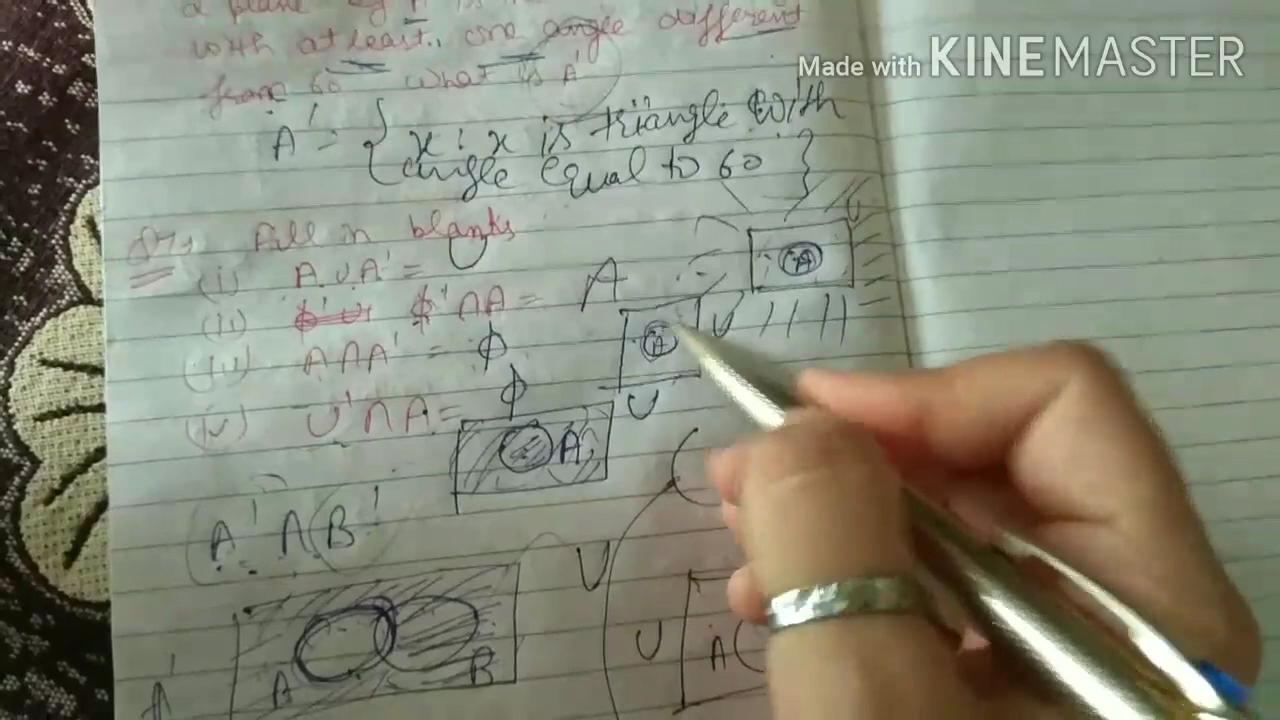 a plane
with at least one angle different
from 60 what is A'
Made with KINEMASTER
A' = { x : x is triangle with
angle equal to 60 }
Fill in blanks
(i) A ∪ A' = U
(ii) ϕ' ∩ A = A
(iii) A ∩ A' = ϕ
(iv) U' ∩ A = ϕ
U
A
U
A
U
A
A' ∩ B'
U
A
B
U
A
A'